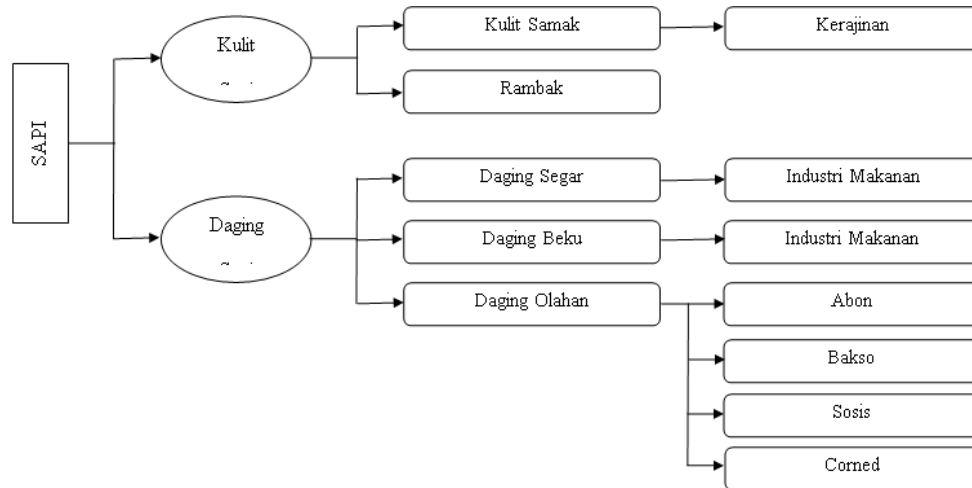 SAPI
Kulit
Kulit Samak
Kerajinan
Rambak
Daging
Daging Segar
Industri Makanan
Daging Beku
Industri Makanan
Daging Olahan
Abon
Bakso
Sosis
Corned